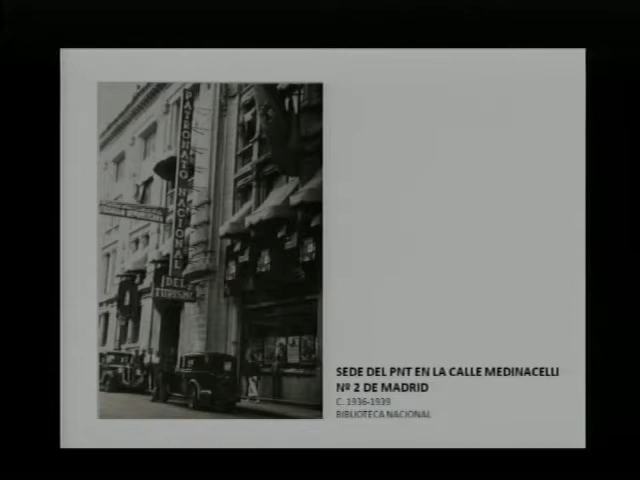 PATRONATO NACIONAL
DEL
TURISMO
SEDE DEL PNT EN LA CALLE MEDINACELLI
Nº 2 DE MADRID
C. 1936-1939
BIBLIOTECA NACIONAL